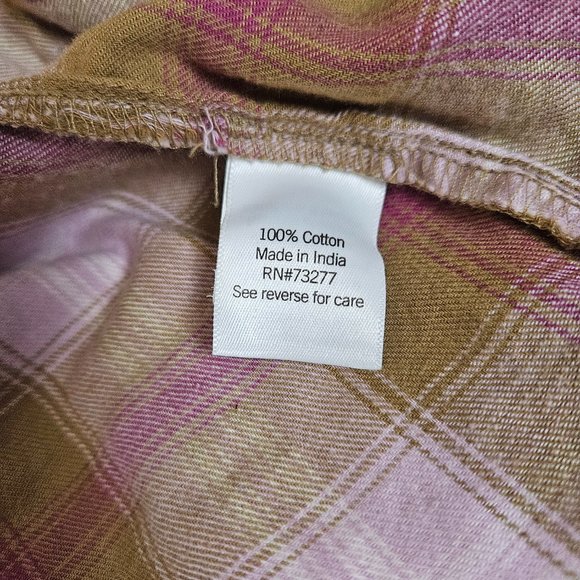 100% Cotton
Made in India
RN#73277
See reverse for care